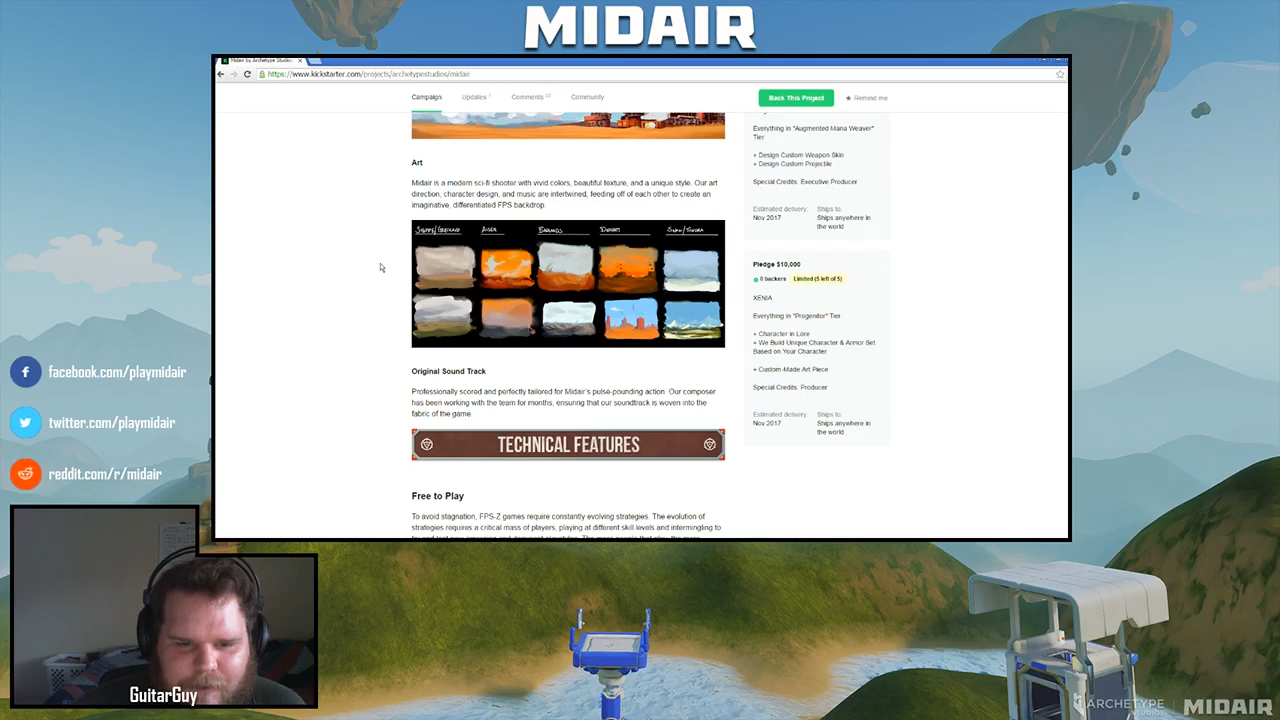 MIDAIR
Midair by Archetype Studios
https://www.kickstarter.com/projects/archetypestudios/midair
Campaign
Updates 1
Comments
Community
Back This Project
Remind me
Art
Midair is a modern sci-fi shooter with vivid colors, beautiful texture, and a unique style. Our art
direction, character design, and music are intertwined, feeding off of each other to create an
imaginative, differentiated FPS backdrop.
Badlands
Desert
Snow/Tundra
Original Sound Track
Professionally scored and perfectly tailored for Midair's pulse-pounding action. Our composer
has been working with the team for months, ensuring that our soundtrack is woven into the
fabric of the game.
TECHNICAL FEATURES
Free to Play
To avoid stagnation, FPS-Z games require constantly evolving strategies. The evolution of
strategies requires a critical mass of players, playing at different skill levels and intermingling to
Everything in "Augmented Mana Weaver"
Tier
+ Design Custom Weapon Skin
+ Design Custom Projectile
Special Credits: Executive Producer
Estimated delivery:
Nov 2017
Ships to:
Ships anywhere in
the world
Pledge $10,000
0 backers
Limited (5 left of 5)
XENIA
Everything in "Progenitor" Tier
+ Character in Lore
+ We Build Unique Character & Armor Set
Based on Your Character
+ Custom-Made Art Piece
Special Credits: Producer
Estimated delivery:
Nov 2017
Ships to:
Ships anywhere in
the world
facebook.com/playmidair
twitter.com/playmidair
reddit.com/r/midair
GuitarGuy
ARCHETYPE
STUDIOS
MIDAIR